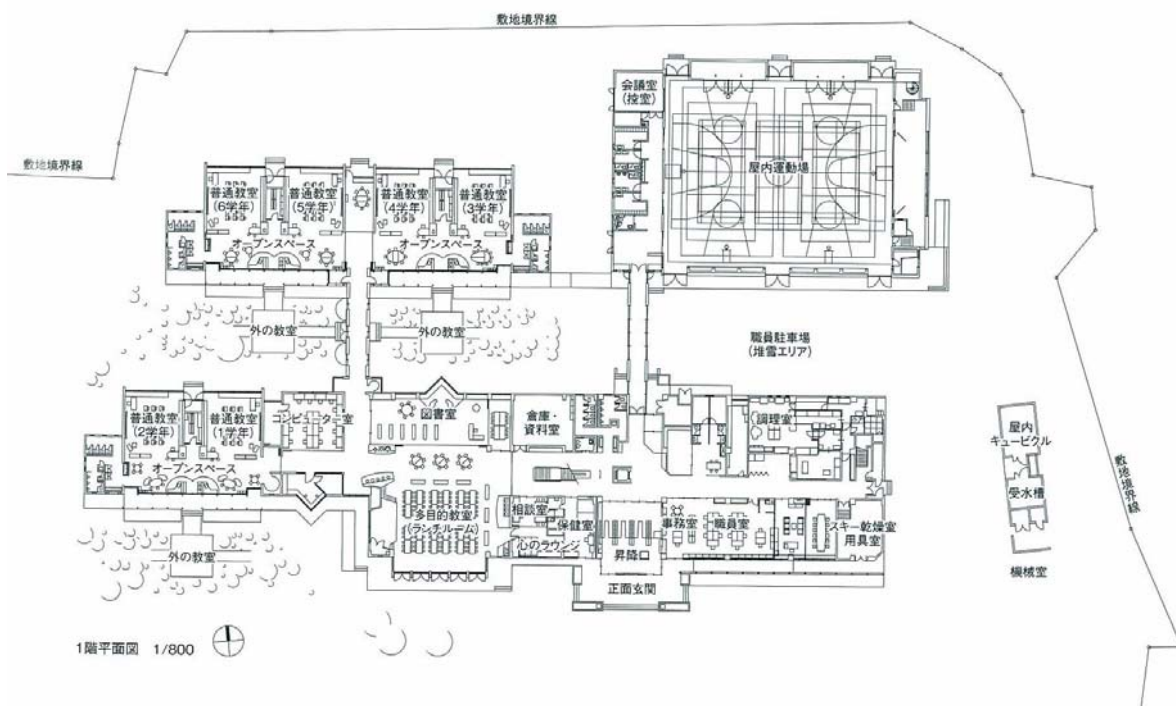 敷地境界線
会議室
(控室)
敷地境界線
屋内運動場
普通教室
(6学年)
普通教室
(5学年)
普通教室
(4学年)
普通教室
(3学年)
オープンスペース
オープンスペース
外の教室
外の教室
職員駐車場
(堆雪エリア)
普通教室
(2学年)
普通教室
(1学年)
コンピューター室
図書室
倉庫・
資料室
調理室
屋内
キュービクル
敷地境界線
オープンスペース
受水槽
多目的教室
(ランチルーム)
相談室
保健室
心のラウンジ
事務室
職員室
スキー乾燥室
用具室
昇降口
外の教室
機械室
正面玄関
1階平面図 1/800